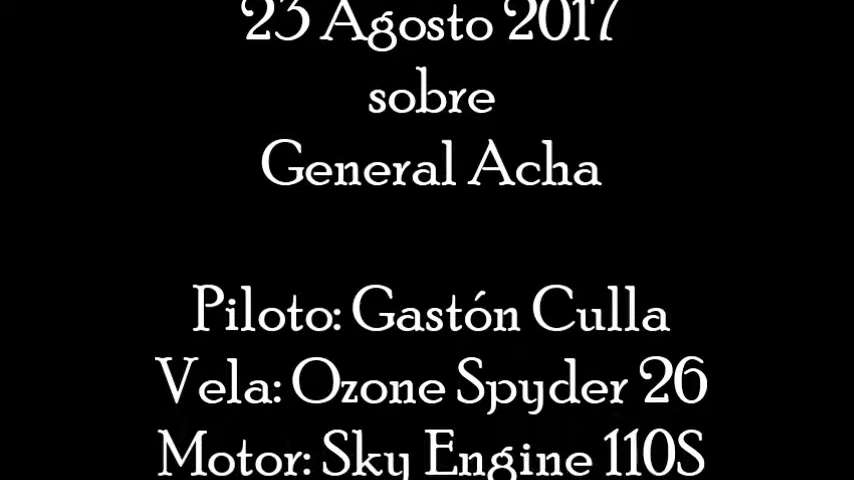 23 Agosto 2017
sobre
General Acha
Piloto: Gastón Culla
Vela: Ozone Spyder 26
Motor: Sky Engine 110S